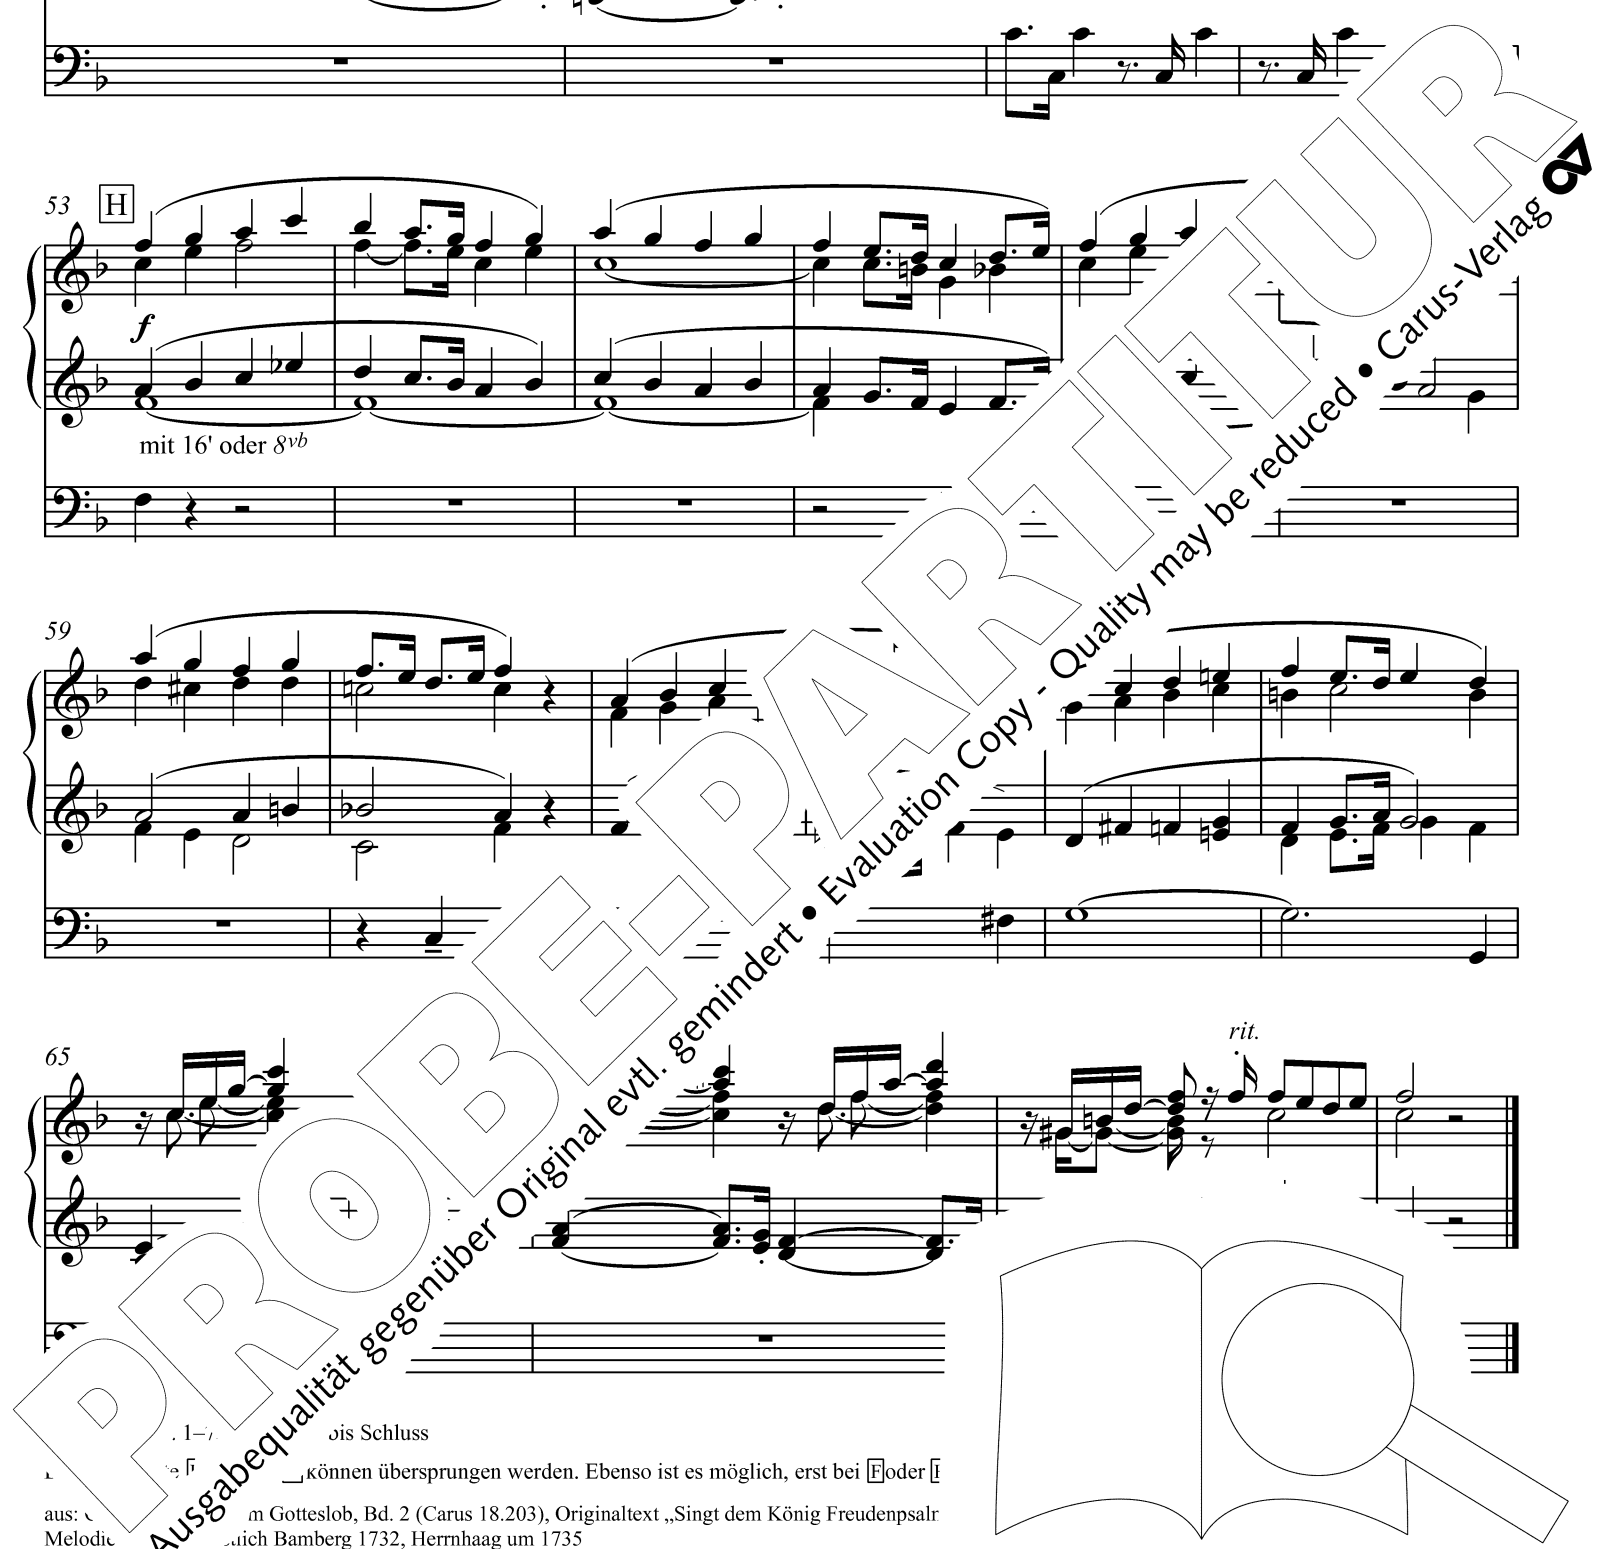 53 H
f
mit 16' oder 8vb
59
65
rit.
bis Schluss
können übersprungen werden. Ebenso ist es möglich, erst bei F oder
aus: Gotteslob, Bd. 2 (Carus 18.203), Originaltext „Singt dem König
Bamberg 1732, Herrnhaag um 1735
PROBE-PARTITUR
Ausgabequalität gegenüber Original evtl. gemindert • Evaluation Copy - Quality may be reduced • Carus-Verlag